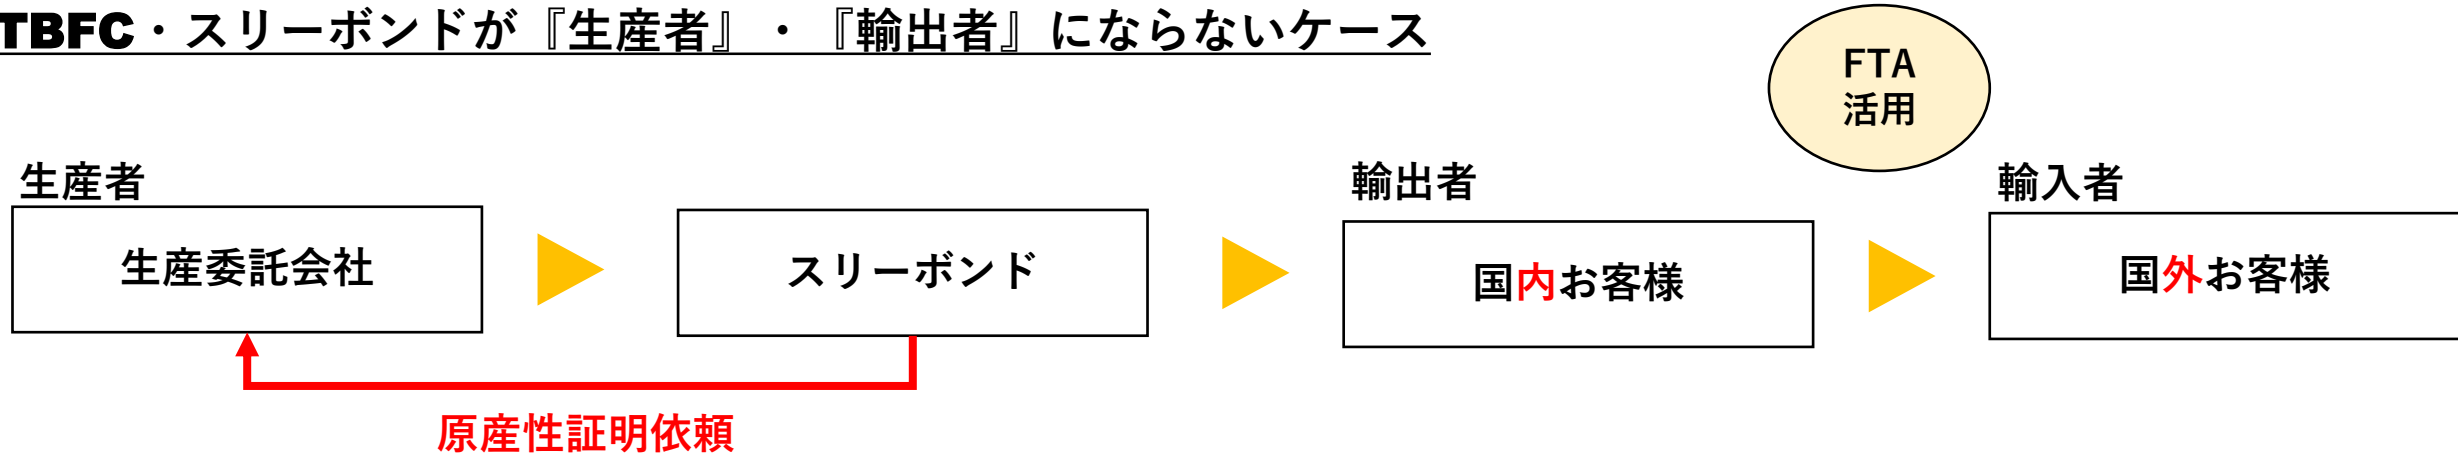 TBFC・スリーボンドが『生産者』・『輸出者』にならないケース
FTA
活用
生産者
輸出者
輸入者
生産委託会社
スリーボンド
国内お客様
国外お客様
原産性証明依頼